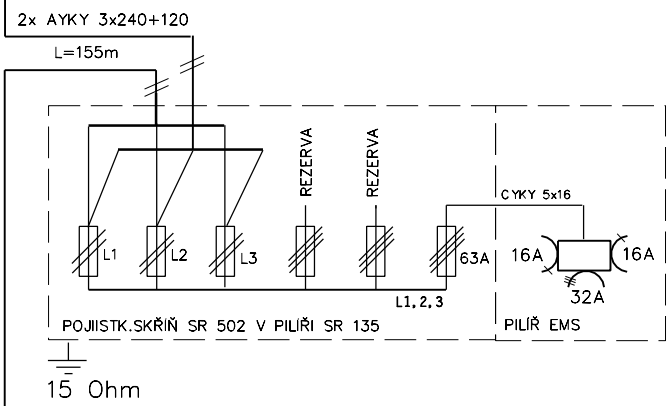 2x AYKY 3x240+120
L=155m
REZERVA
REZERVA
CYKY 5x16
L1
L2
L3
63A
16A
16A
32A
L1,2,3
POJIISTK.SKŘÍŇ SR 502 V PILÍŘI SR 135
PILÍŘ EMS
15 Ohm